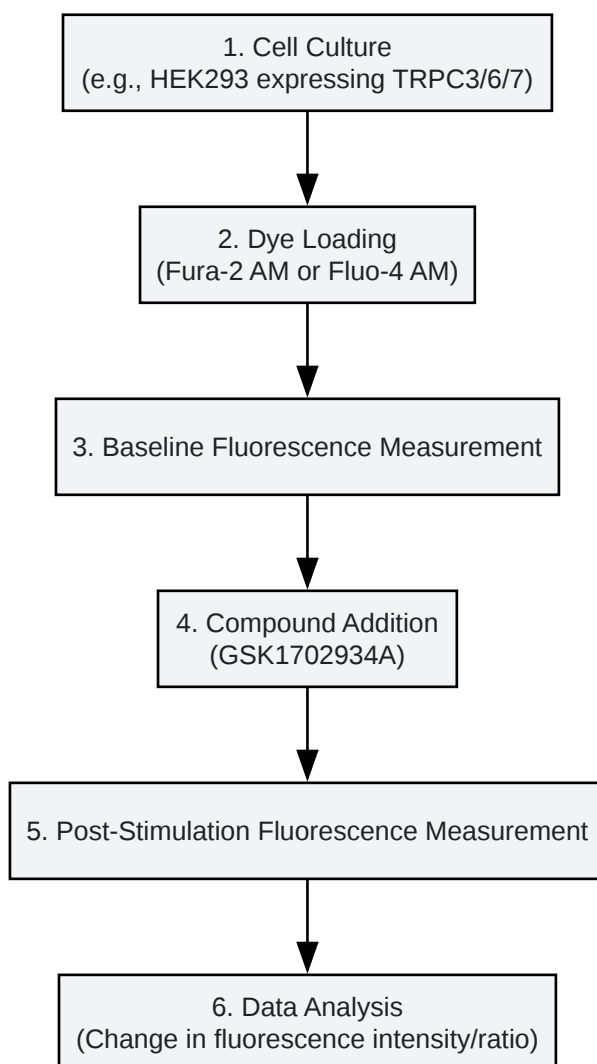 1. Cell Culture
(e.g., HEK293 expressing TRPC3/6/7)
2. Dye Loading
(Fura-2 AM or Fluo-4 AM)
3. Baseline Fluorescence Measurement
4. Compound Addition
(GSK1702934A)
5. Post-Stimulation Fluorescence Measurement
6. Data Analysis
(Change in fluorescence intensity/ratio)